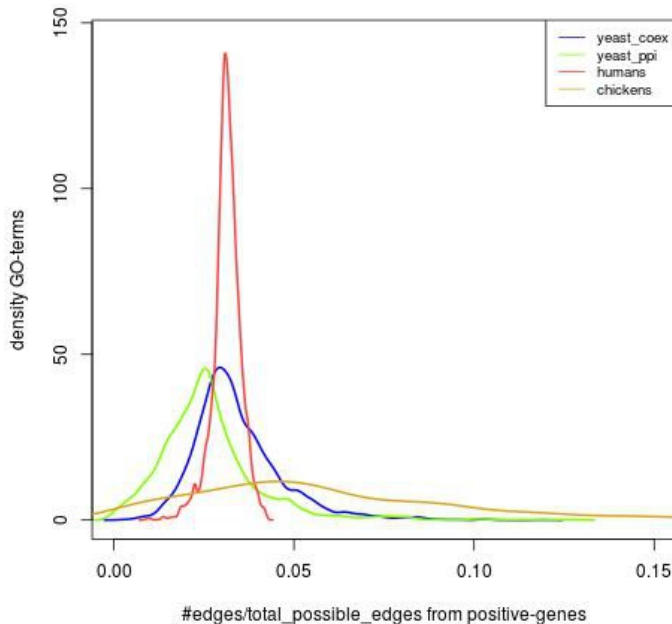 yeast_coex
yeast_ppi
humans
chickens
density GO-terms
150
100
50
0
0.00 0.05 0.10 0.15
#edges/total_possible_edges from positive-genes